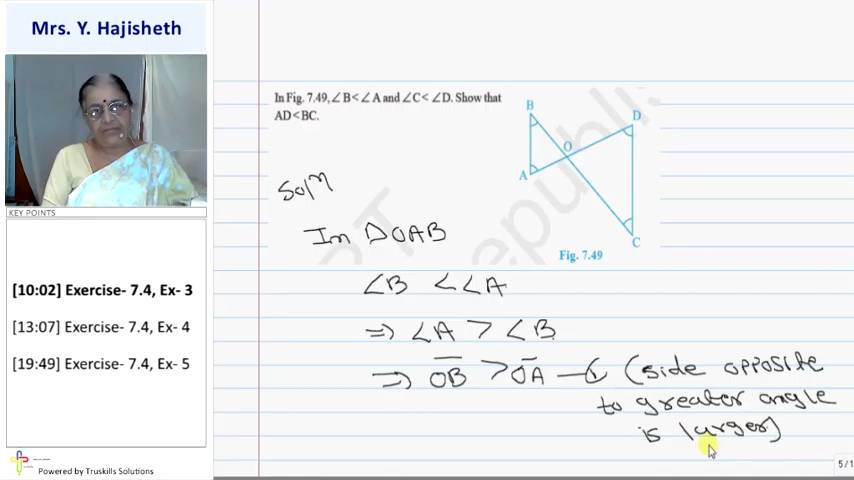 Mrs. Y. Hajisheth
KEY POINTS
[10:02] Exercise- 7.4, Ex- 3
[13:07] Exercise- 7.4, Ex- 4
[19:49] Exercise- 7.4, Ex- 5
Powered by Truskills Solutions
In Fig. 7.49, ∠ B < ∠ A and ∠C < ∠ D. Show that
AD < BC.
B
D
O
A
C
Fig. 7.49
Soln
In △OAB
∠B < ∠A
⇒ ∠A > ∠B
⇒ OB > OA — (1) (side opposite
to greater angle
is larger)
5/1